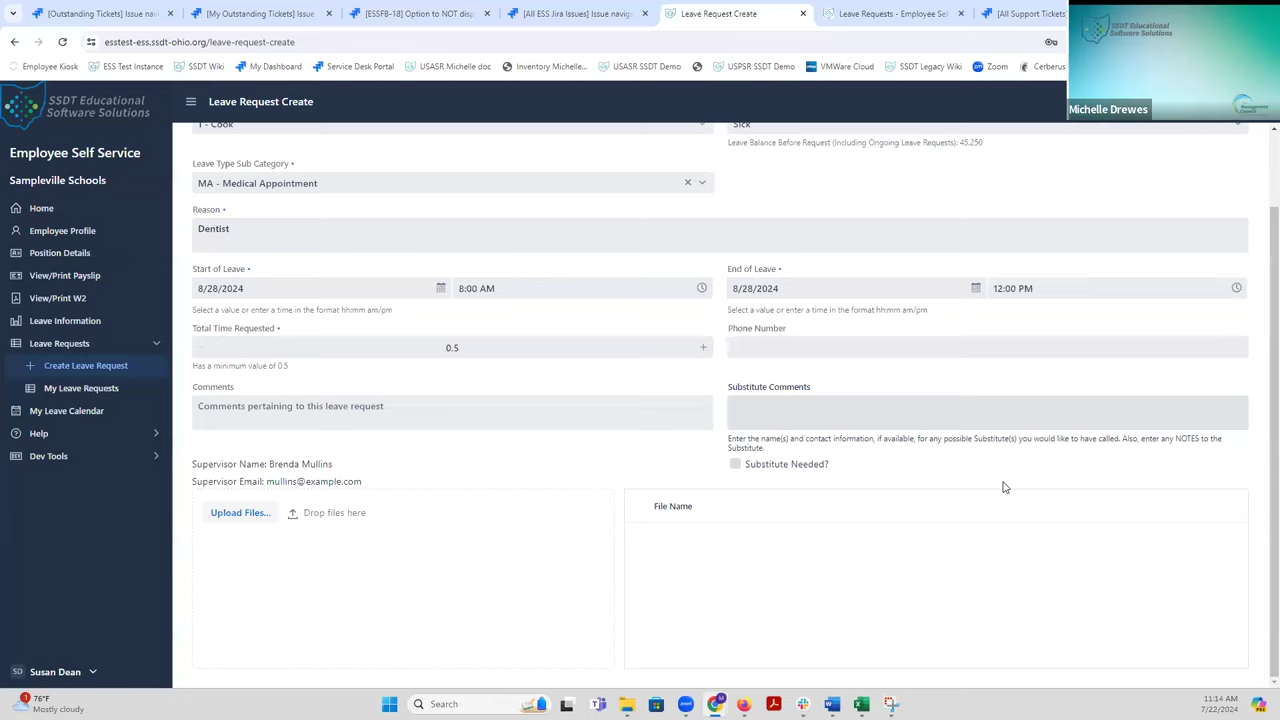 [Outstanding Tickets] Issue navi
[My Outstanding Tickets] Issue
[ESSFB-18] Option to NOT displ
[All ESS Jira Issues] Issue navig
Leave Request Create
Leave Requests - Employee Sel
[All Support Tickets]
esstest-ess.ssdt-ohio.org/leave-request-create
Employee Kiosk
ESS Test Instance
SSDT Wiki
My Dashboard
Service Desk Portal
USASR Michelle doc
Inventory Michelle...
USASR SSDT Demo
USPSR SSDT Demo
VMWare Cloud
SSDT Legacy Wiki
Zoom
Cerberus
SSDT Educational
Software Solutions
Michelle Drewes
SSDT Educational
Software Solutions
Leave Request Create
Employee Self Service
Sampleville Schools
Home
Employee Profile
Position Details
View/Print Payslip
View/Print W2
Leave Information
Leave Requests
Create Leave Request
My Leave Requests
My Leave Calendar
Help
Dev Tools
SD Susan Dean
1 - Cook
Sick
Leave Balance Before Request (Including Ongoing Leave Requests): 45.250
Leave Type Sub Category •
MA - Medical Appointment
Reason •
Dentist
Start of Leave •
End of Leave •
8/28/2024
8:00 AM
8/28/2024
12:00 PM
Select a value or enter a time in the format hh:mm am/pm
Select a value or enter a time in the format hh:mm am/pm
Total Time Requested •
Phone Number
0.5
Has a minimum value of 0.5
Comments
Substitute Comments
Comments pertaining to this leave request
Enter the name(s) and contact information, if available, for any possible Substitute(s) you would like to have called. Also, enter any NOTES to the
Substitute.
Supervisor Name: Brenda Mullins
Substitute Needed?
Supervisor Email: mullins@example.com
Upload Files...
Drop files here
File Name
1
76°F
Mostly cloudy
Search
11:14 AM
7/22/2024